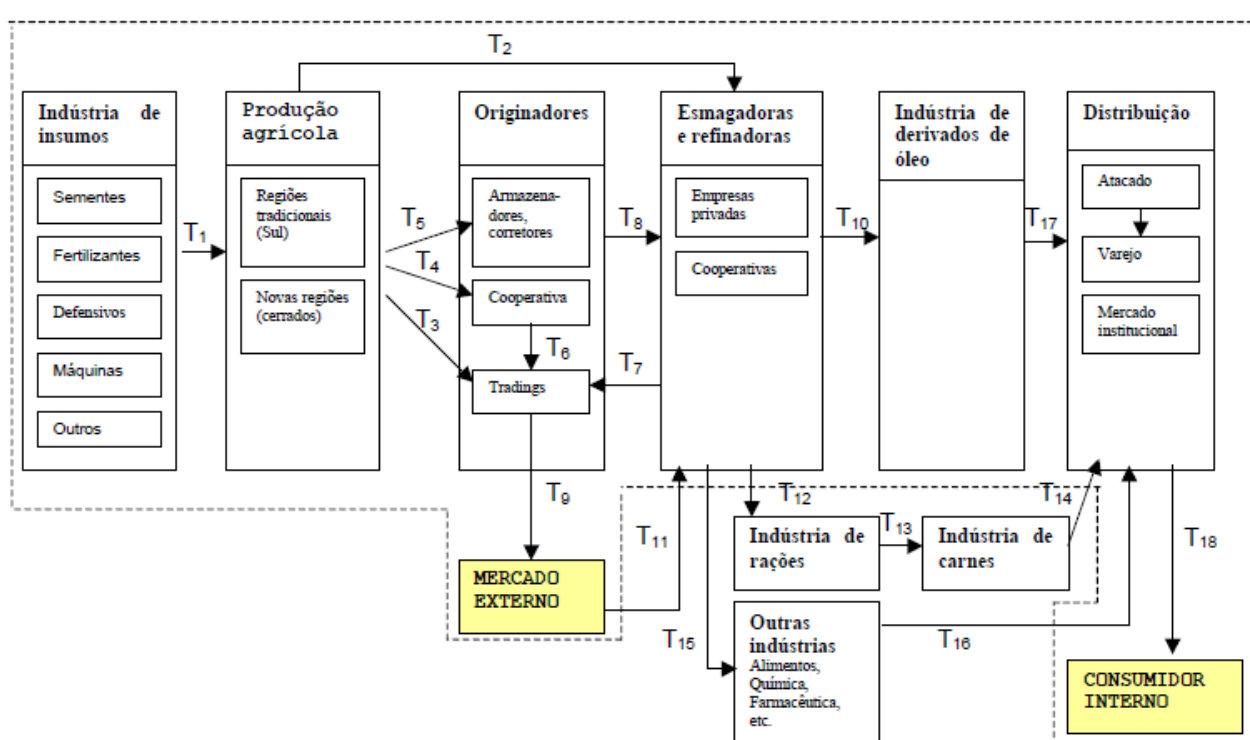 T2
Indústria de
insumos
Sementes
Fertilizantes
Defensivos
Máquinas
Outros
T1
Produção
agrícola
Regiões
tradicionais
(Sul)
Novas regiões
(cerrados)
T5
T4
T3
Originadores
Armazena-
dores,
corretores
Cooperativa
T6
Tradings
T8
T7
Esmagadoras
e refinadoras
Empresas
privadas
Cooperativas
T10
Indústria de
derivados de
óleo
T17
Distribuição
Atacado
Varejo
Mercado
institucional
T9
T11
T12
T13
T14
T18
MERCADO
EXTERNO
Indústria de
rações
Indústria de
carnes
T15
Outras
indústrias
Alimentos,
Química,
Farmacêutica,
etc.
T16
CONSUMIDOR
INTERNO